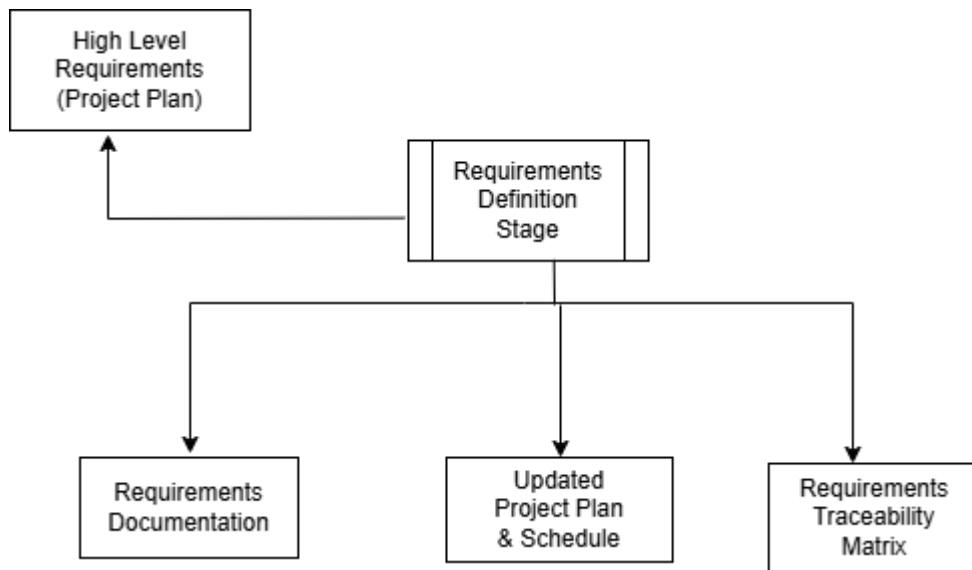 High Level
Requirements
(Project Plan)
Requirements
Definition
Stage
Requirements
Documentation
Updated
Project Plan
& Schedule
Requirements
Traceability
Matrix